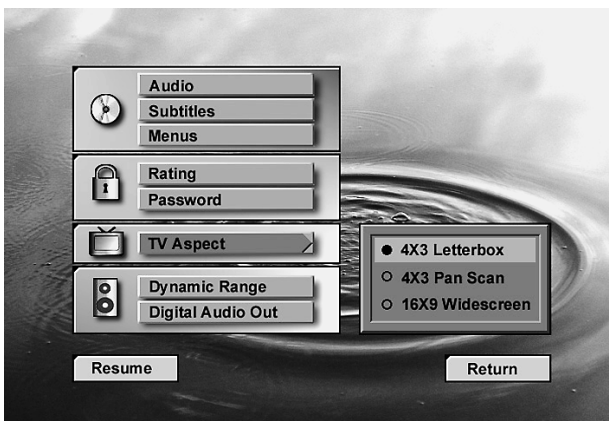 Audio
Subtitles
Menus
Rating
Password
TV Aspect
4X3 Letterbox
4X3 Pan Scan
16X9 Widescreen
Dynamic Range
Digital Audio Out
Resume
Return